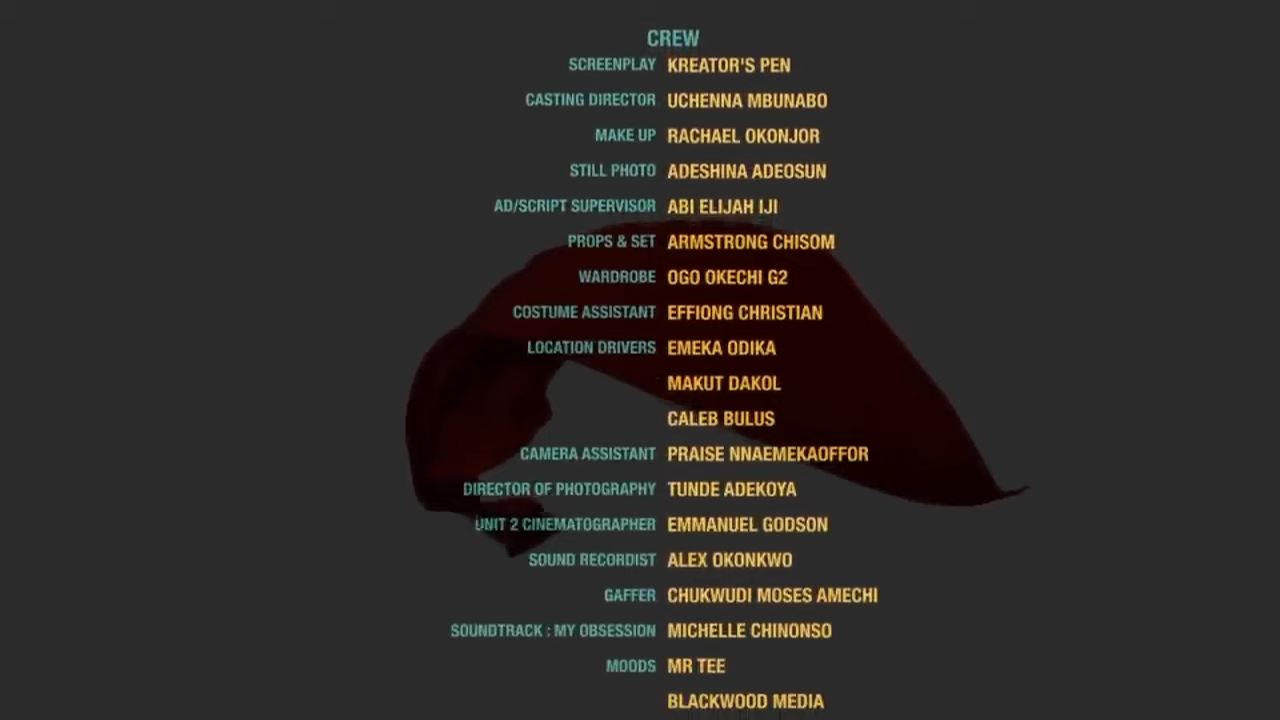 CREW
SCREENPLAY KREATOR'S PEN
CASTING DIRECTOR UCHENNA MBUNABO
MAKE UP RACHAEL OKONJOR
STILL PHOTO ADESHINA ADEOSUN
AD/SCRIPT SUPERVISOR ABI ELIJAH IJI
PROPS & SET ARMSTRONG CHISOM
WARDROBE OGO OKECHI G2
COSTUME ASSISTANT EFFIONG CHRISTIAN
LOCATION DRIVERS EMEKA ODIKA
MAKUT DAKOL
CALEB BULUS
CAMERA ASSISTANT PRAISE NNAEMEKAOFFOR
DIRECTOR OF PHOTOGRAPHY TUNDE ADEKOYA
UNIT 2 CINEMATOGRAPHER EMMANUEL GODSON
SOUND RECORDIST ALEX OKONKWO
GAFFER CHUKWUDI MOSES AMECHI
SOUNDTRACK : MY OBSESSION MICHELLE CHINONSO
MOODS MR TEE
BLACKWOOD MEDIA